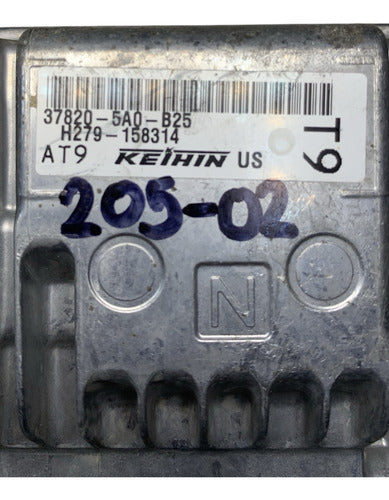 37820-5A0-B25
H279-158314
AT9 KEIHIN US
T9
205-02
N